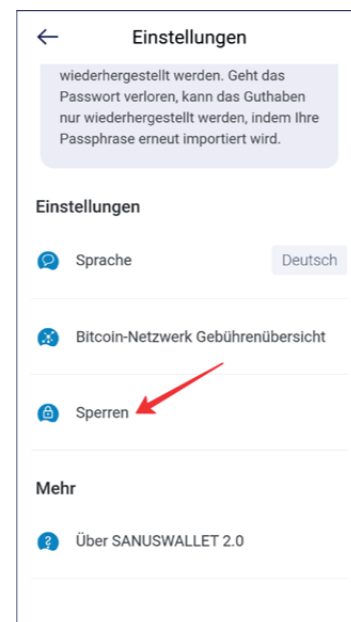 Einstellungen
wiederhergestellt werden. Geht das
Passwort verloren, kann das Guthaben
nur wiederhergestellt werden, indem Ihre
Passphrase erneut importiert wird.
Einstellungen
Sprache Deutsch
Bitcoin-Netzwerk Gebührenübersicht
Sperren
Mehr
Über SANUSWALLET 2.0